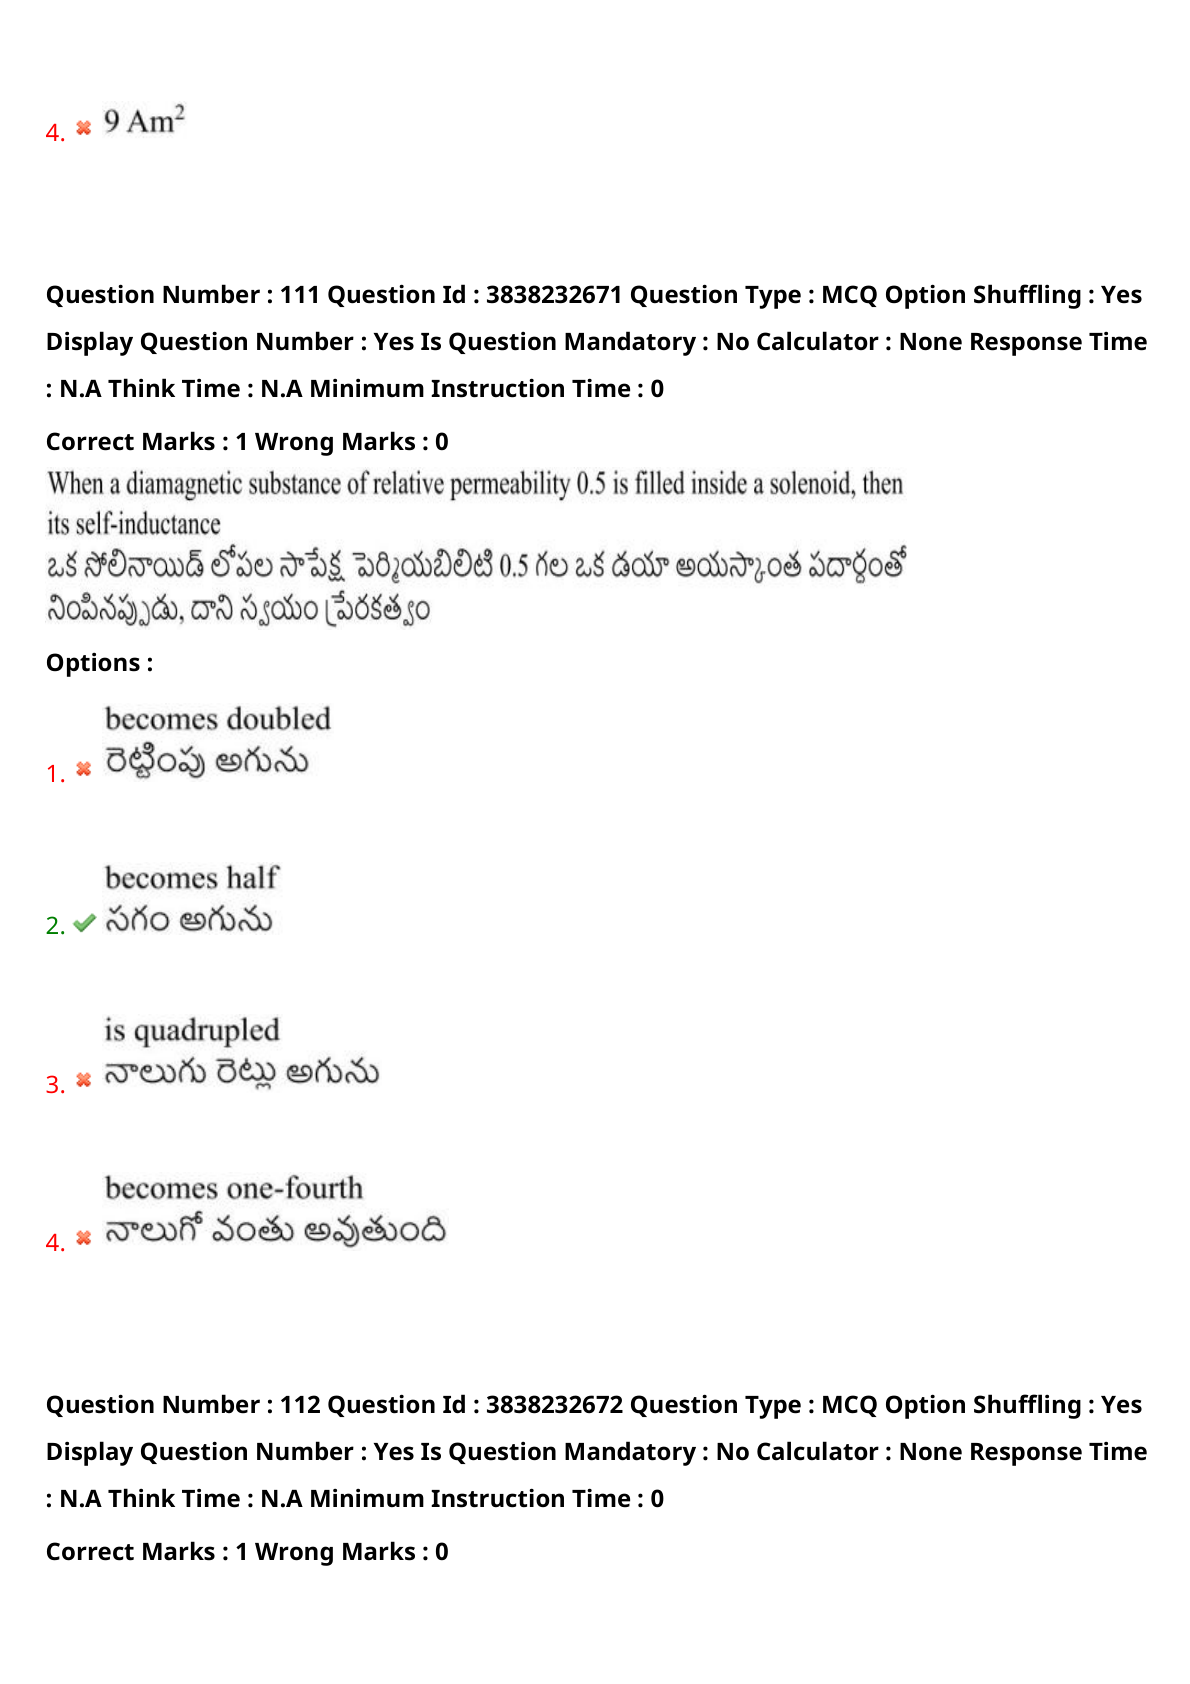 4. 9 Am²
Question Number : 111 Question Id : 3838232671 Question Type : MCQ Option Shuffling : Yes
Display Question Number : Yes Is Question Mandatory : No Calculator : None Response Time
: N.A Think Time : N.A Minimum Instruction Time : 0
Correct Marks : 1 Wrong Marks : 0
When a diamagnetic substance of relative permeability 0.5 is filled inside a solenoid, then
its self-inductance
ఒక సోలినాయిడ్ లోపల సాపేక్ష పెర్మియబిలిటి 0.5 గల ఒక డయా అయస్కాంత పదార్థంతో
నింపినప్పుడు, దాని స్వయం ప్రేరకత్వం
Options :
becomes doubled
1. రెట్టింపు అగును
becomes half
2. సగం అగును
is quadrupled
3. నాలుగు రెట్లు అగును
becomes one-fourth
4. నాలుగో వంతు అవుతుంది
Question Number : 112 Question Id : 3838232672 Question Type : MCQ Option Shuffling : Yes
Display Question Number : Yes Is Question Mandatory : No Calculator : None Response Time
: N.A Think Time : N.A Minimum Instruction Time : 0
Correct Marks : 1 Wrong Marks : 0